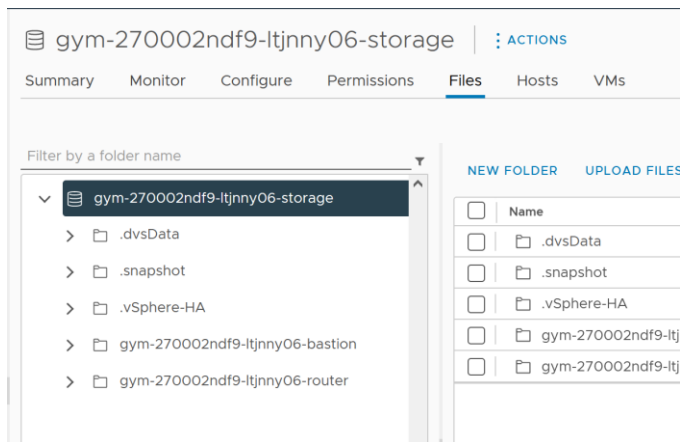 gym-270002ndf9-ltjnny06-storage ACTIONS
Summary Monitor Configure Permissions Files Hosts VMs
Filter by a folder name
NEW FOLDER UPLOAD FILES
gym-270002ndf9-ltjnny06-storage
.dvsData
.snapshot
.vSphere-HA
gym-270002ndf9-ltjnny06-bastion
gym-270002ndf9-ltjnny06-router
Name
.dvsData
.snapshot
.vSphere-HA
gym-270002ndf9-ltj
gym-270002ndf9-ltj